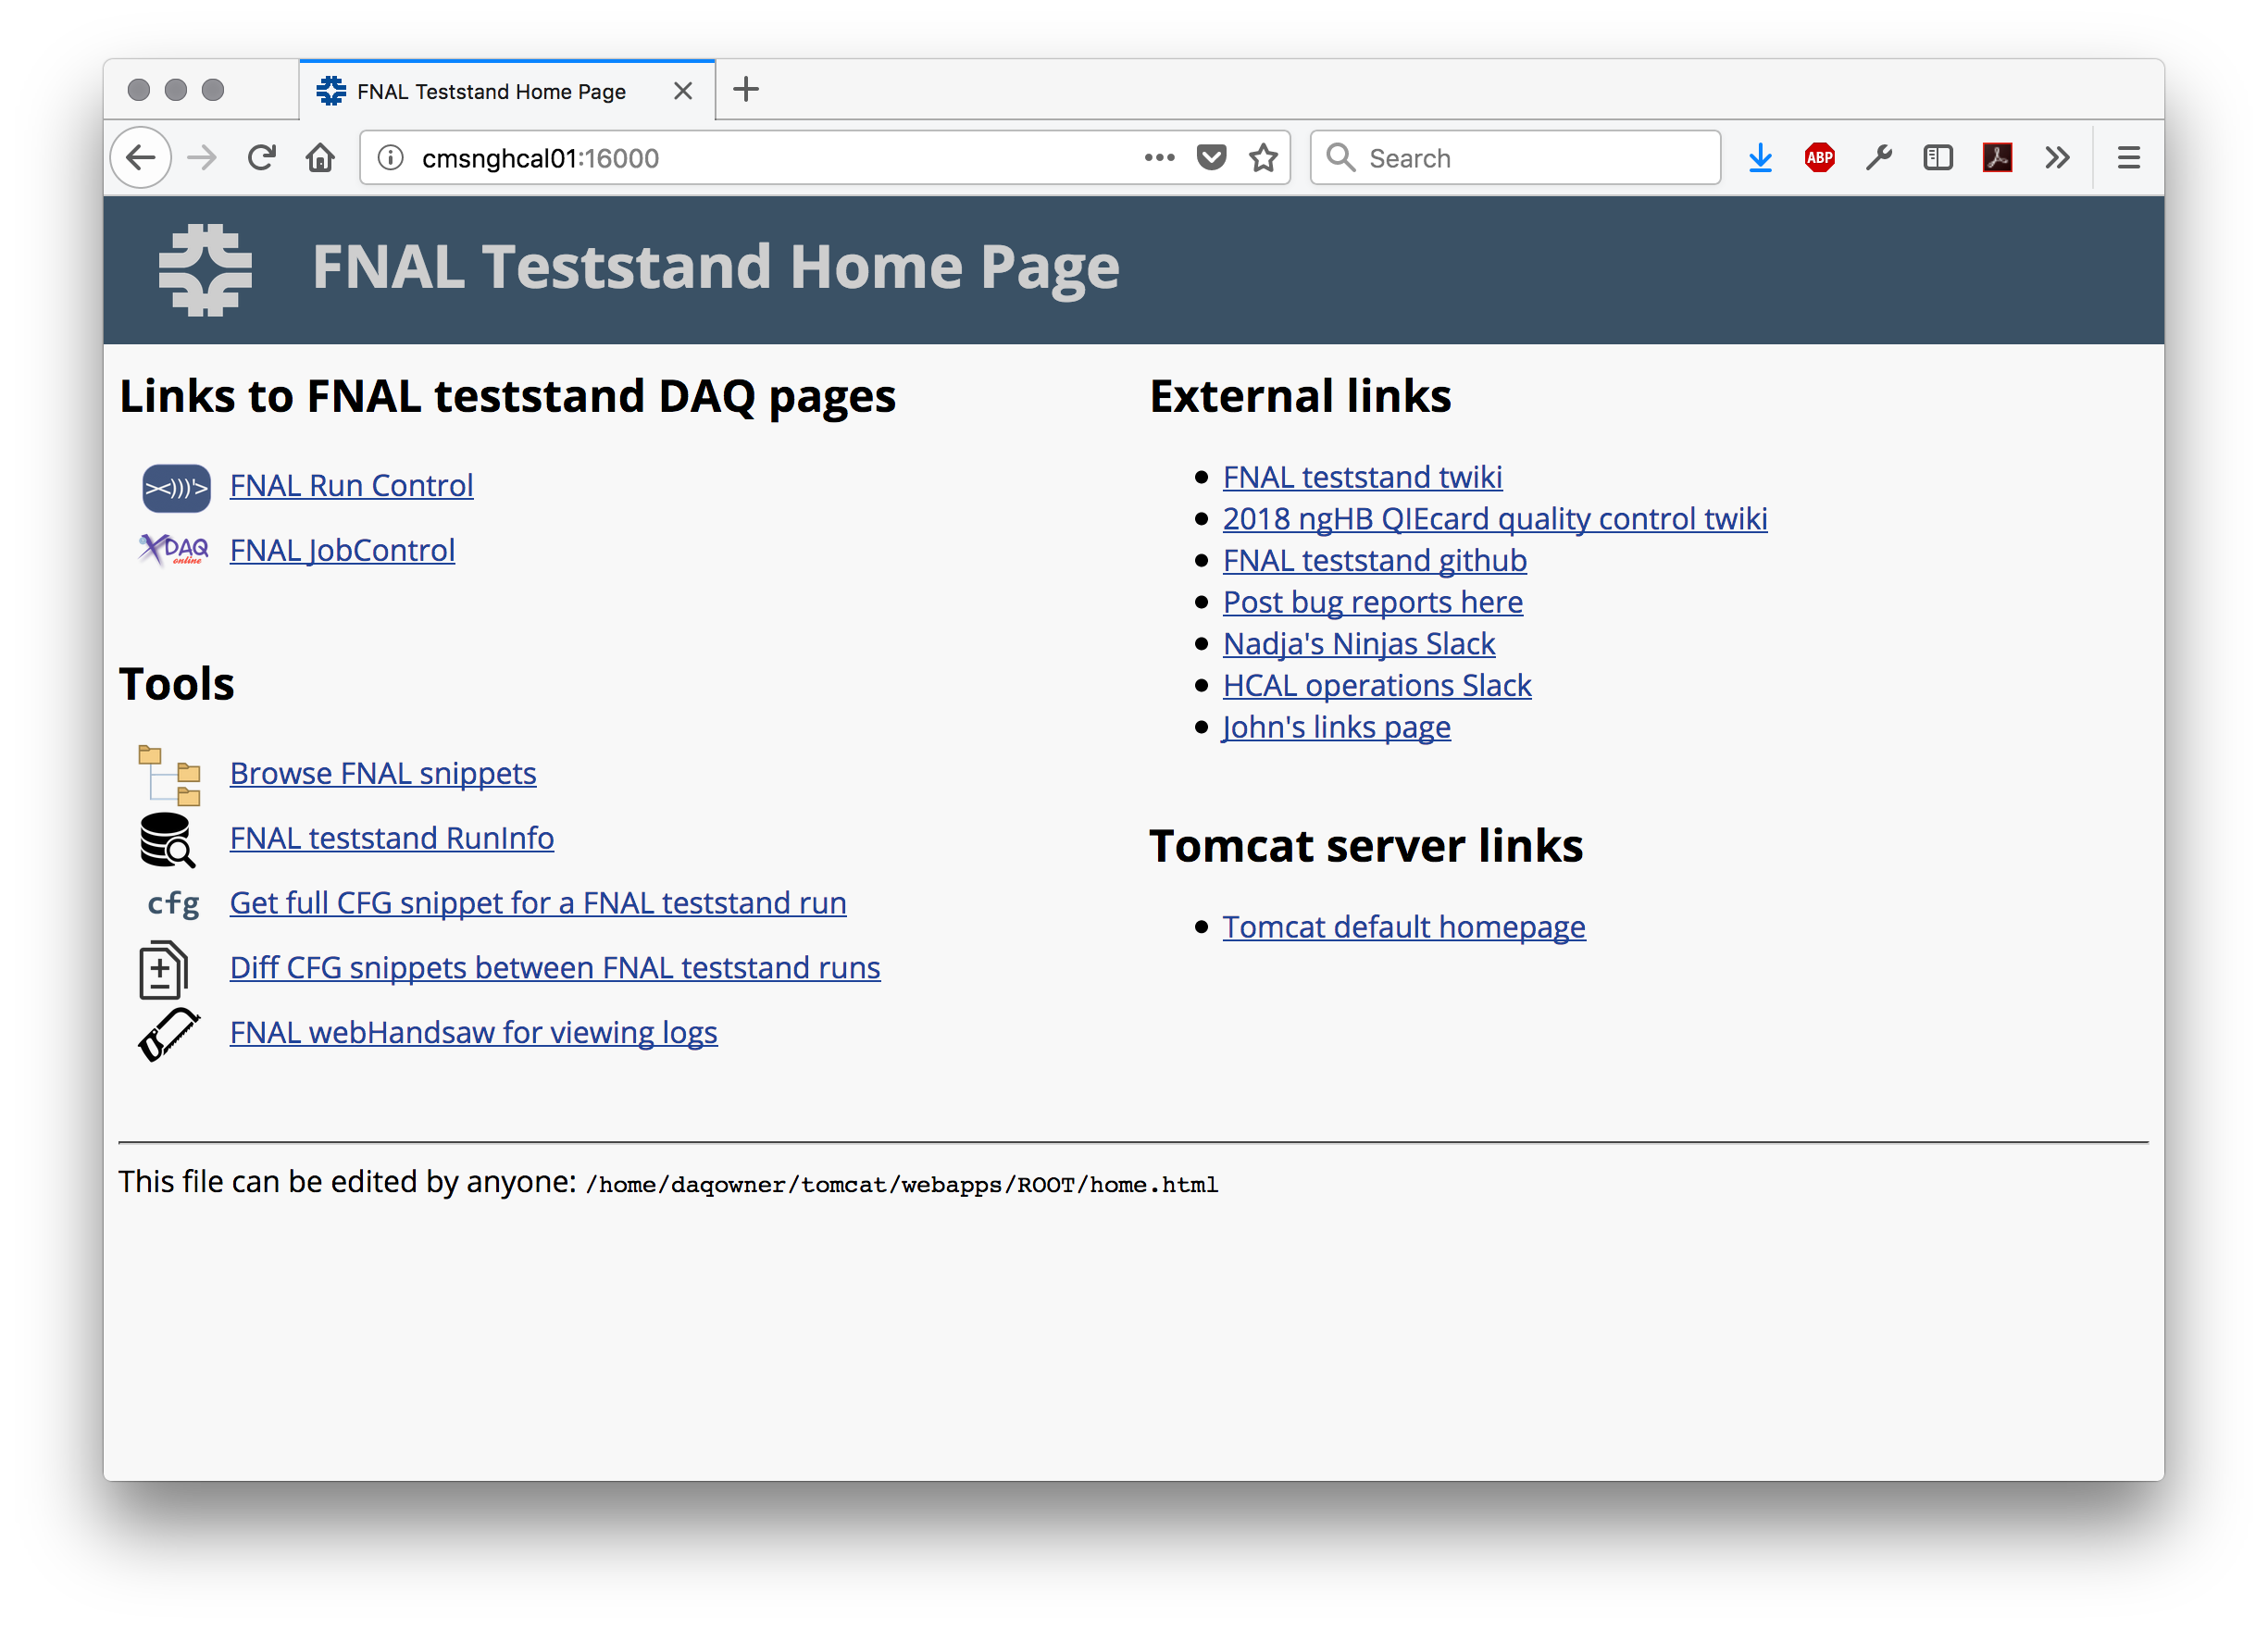 FNAL Teststand Home Page
cmsnghcal01:16000
Search
ABP
FNAL Teststand Home Page
Links to FNAL teststand DAQ pages
><)))'> FNAL Run Control
XDAQ online FNAL JobControl
Tools
Browse FNAL snippets
FNAL teststand RunInfo
cfg Get full CFG snippet for a FNAL teststand run
Diff CFG snippets between FNAL teststand runs
FNAL webHandsaw for viewing logs
External links
FNAL teststand twiki
2018 ngHB QIEcard quality control twiki
FNAL teststand github
Post bug reports here
Nadja's Ninjas Slack
HCAL operations Slack
John's links page
Tomcat server links
Tomcat default homepage
This file can be edited by anyone: /home/daqowner/tomcat/webapps/ROOT/home.html